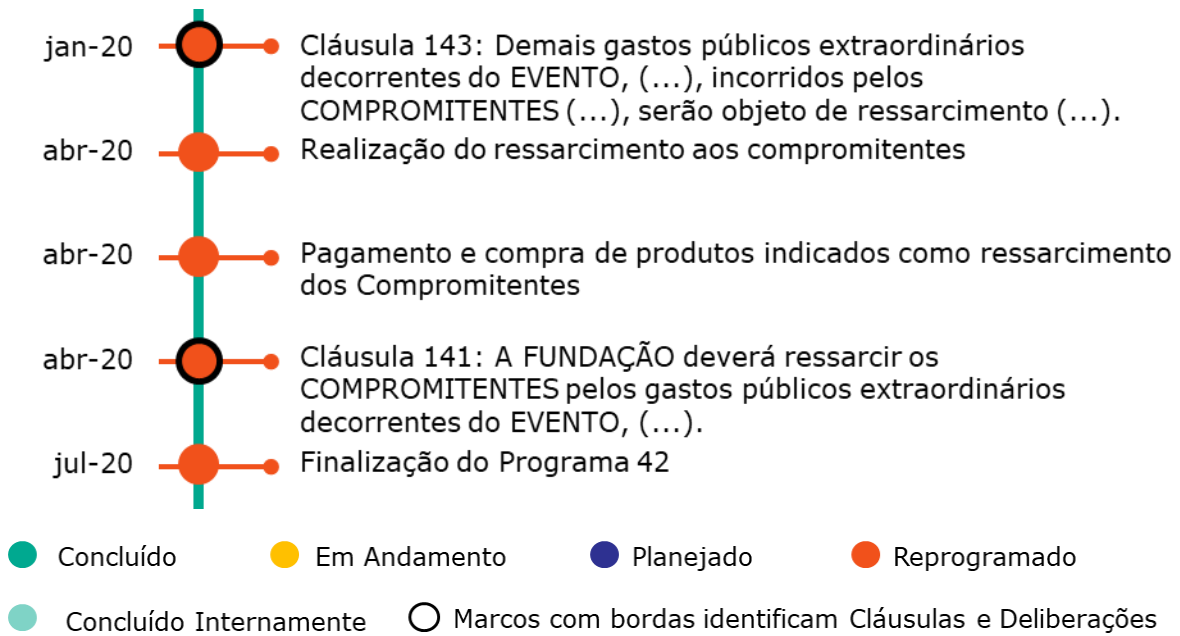 jan-20 Cláusula 143: Demais gastos públicos extraordinários
decorrentes do EVENTO, (...), incorridos pelos
COMPROMITENTES (...), serão objeto de ressarcimento (...).
abr-20 Realização do ressarcimento aos compromitentes
abr-20 Pagamento e compra de produtos indicados como ressarcimento
dos Compromitentes
abr-20 Cláusula 141: A FUNDAÇÃO deverá ressarcir os
COMPROMITENTES pelos gastos públicos extraordinários
decorrentes do EVENTO, (...).
jul-20 Finalização do Programa 42
Concluído Em Andamento Planejado Reprogramado
Concluído Internamente Marcos com bordas identificam Cláusulas e Deliberações